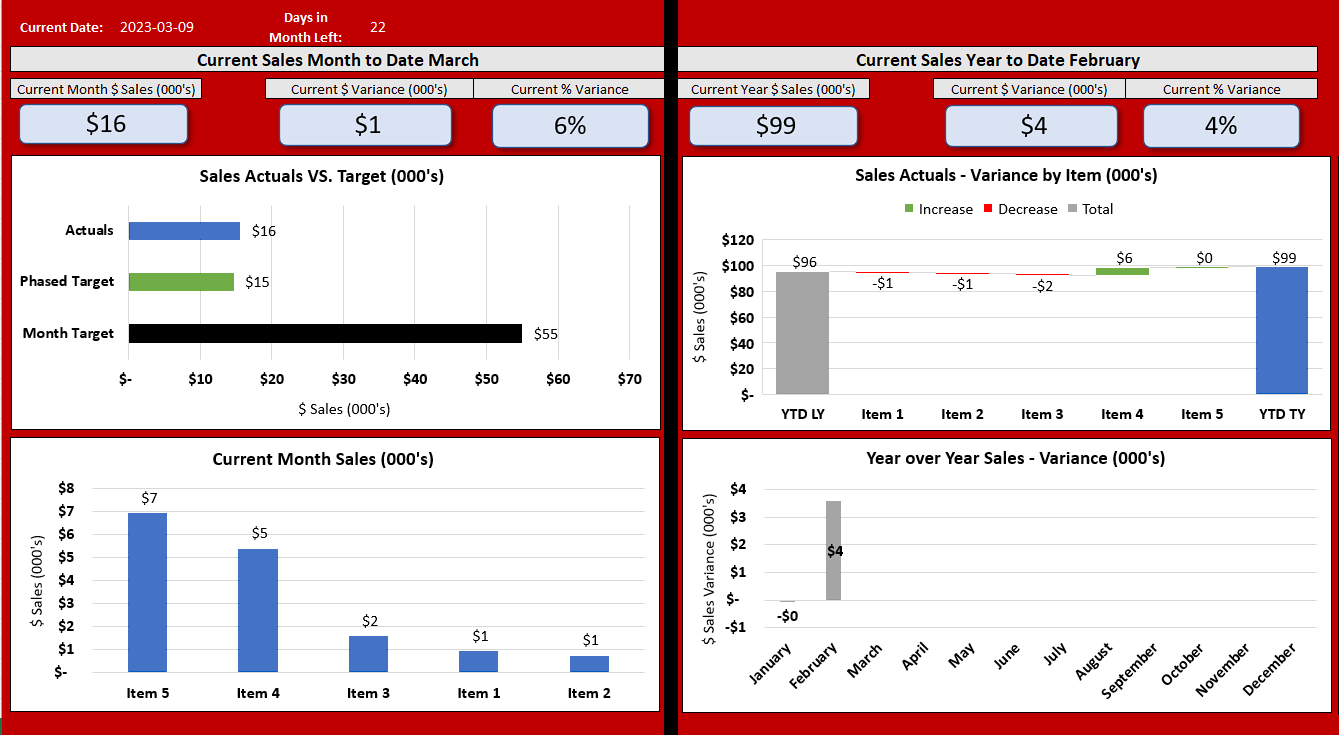 Current Date: 2023-03-09
Days in
Month Left: 22
Current Sales Month to Date March
Current Month $ Sales (000's) Current $ Variance (000's) Current % Variance
$16 $1 6%
Sales Actuals VS. Target (000's)
Actuals $16
Phased Target $15
Month Target $55
$- $10 $20 $30 $40 $50 $60 $70
$ Sales (000's)
Current Month Sales (000's)
$ Sales (000's)
$8
$7
$6
$5
$4
$3
$2
$1
$-
$7 $5 $2 $1 $1
Item 5 Item 4 Item 3 Item 1 Item 2
Current Sales Year to Date February
Current Year $ Sales (000's) Current $ Variance (000's) Current % Variance
$99 $4 4%
Sales Actuals - Variance by Item (000's)
Increase Decrease Total
$ Sales (000's)
$120
$100
$80
$60
$40
$20
$-
$96 -$1 -$1 -$2 $6 $0 $99
YTD LY Item 1 Item 2 Item 3 Item 4 Item 5 YTD TY
Year over Year Sales - Variance (000's)
$ Sales Variance (000's)
$4
$3
$2
$1
$-
-$1
-$0 $4
January February March April May June July August September October November December